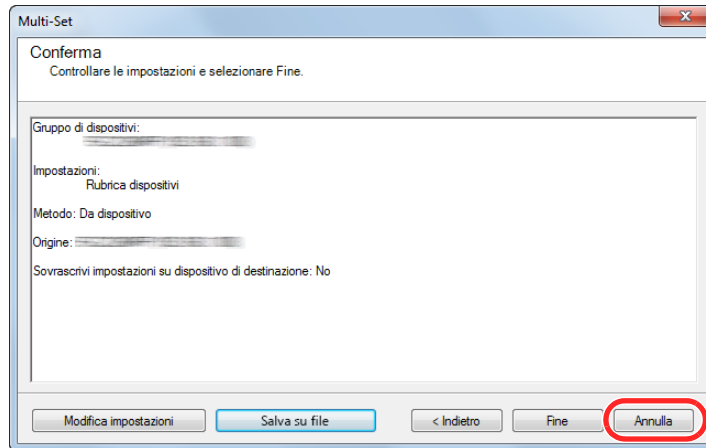 Multi-Set
Conferma
Controllare le impostazioni e selezionare Fine.
Gruppo di dispositivi:
Impostazioni:
Rubrica dispositivi
Metodo: Da dispositivo
Origine:
Sovrascrivi impostazioni su dispositivo di destinazione: No
Modifica impostazioni
Salva su file
< Indietro
Fine
Annulla